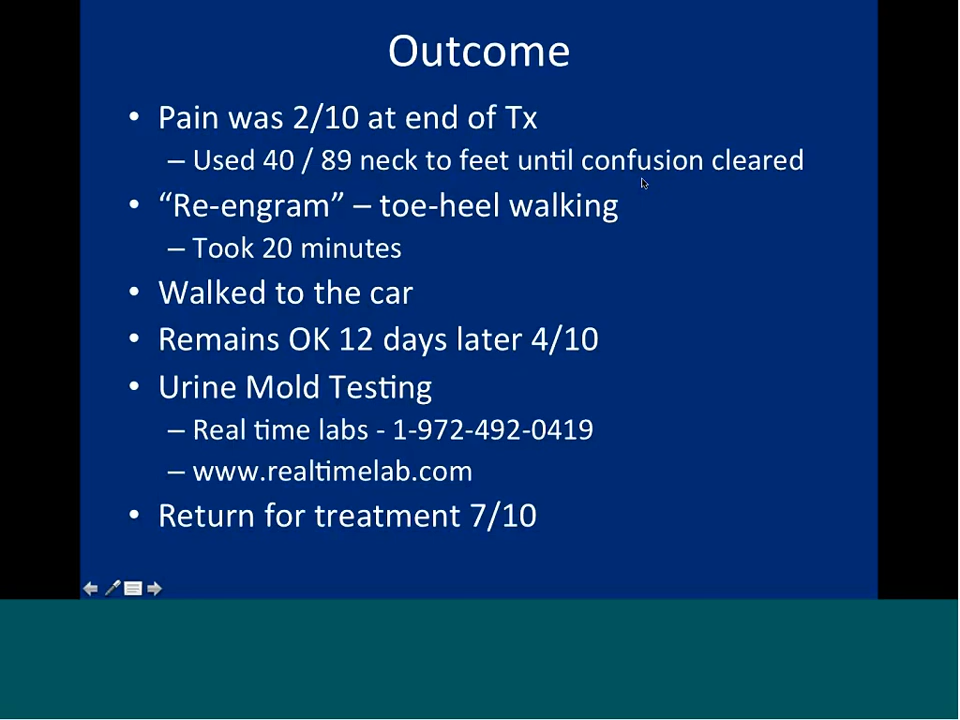 Outcome
• Pain was 2/10 at end of Tx
– Used 40 / 89 neck to feet until confusion cleared
• “Re-engram” – toe-heel walking
– Took 20 minutes
• Walked to the car
• Remains OK 12 days later 4/10
• Urine Mold Testing
– Real time labs - 1-972-492-0419
– www.realtimelab.com
• Return for treatment 7/10